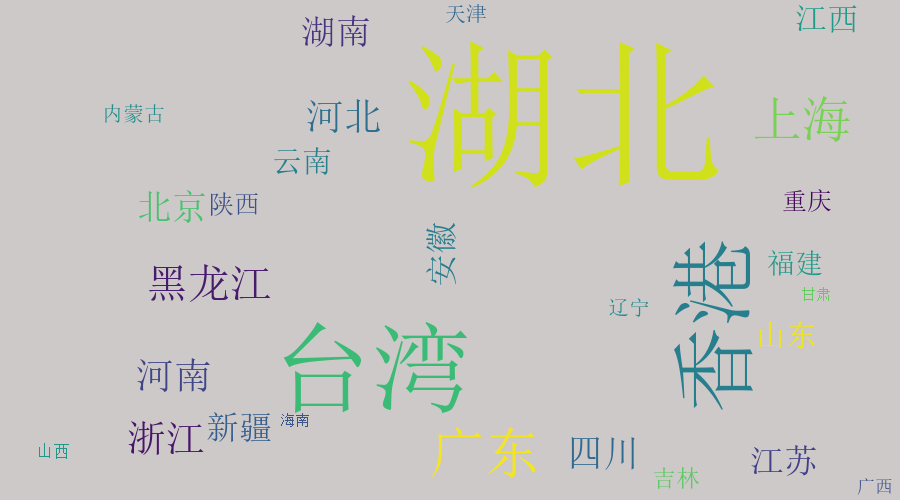 天津
江西
湖南
湖北
河北
上海
内蒙古
云南
北京
陕西
重庆
安徽
香港
福建
黑龙江
甘肃
辽宁
山东
台湾
河南
新疆
海南
浙江
广东
四川
山西
江苏
吉林
广西